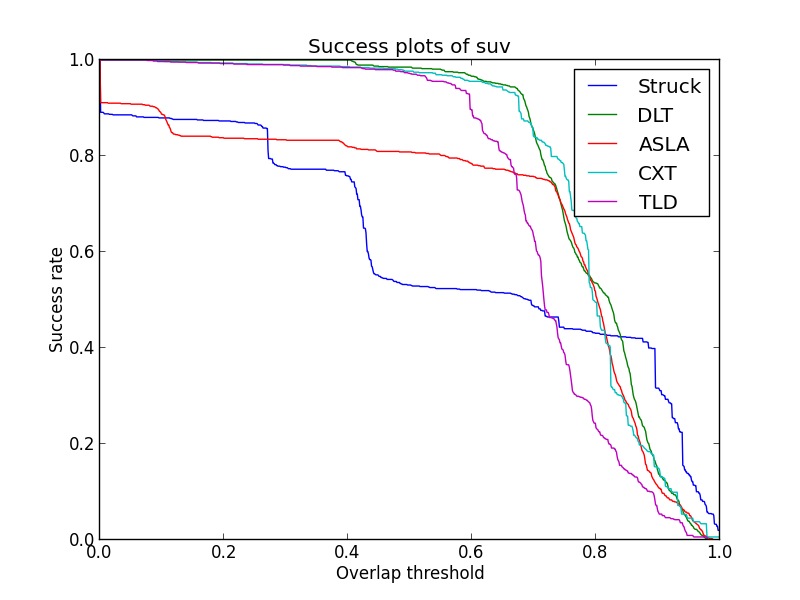 Success plots of suv
Success rate
1.0
0.8
0.6
0.4
0.2
0.0
Struck
DLT
ASLA
CXT
TLD
0.0 0.2 0.4 0.6 0.8 1.0
Overlap threshold